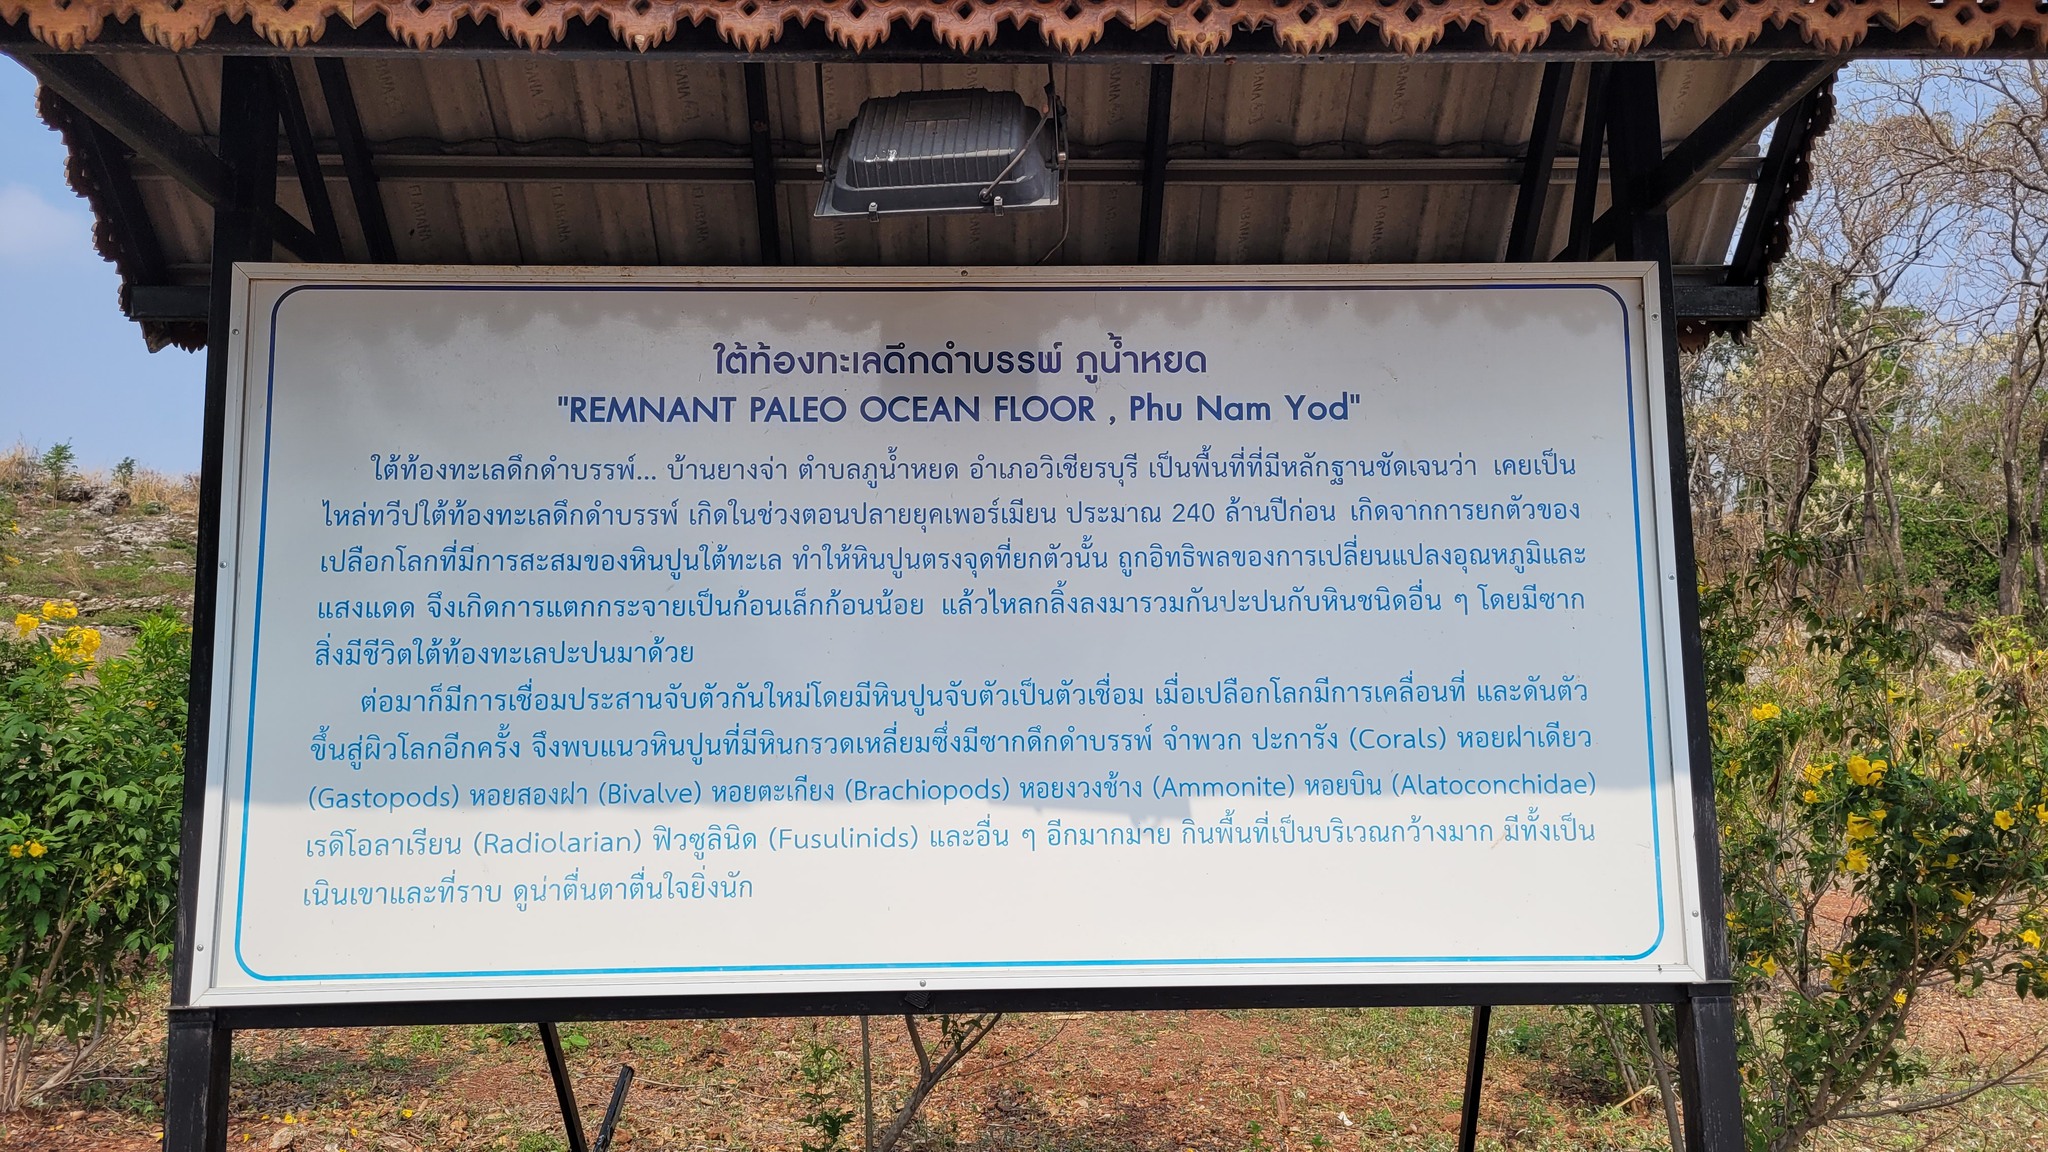 ใต้ท้องทะเลดึกดำบรรพ์ ภูน้ำหยด
"REMNANT PALEO OCEAN FLOOR , Phu Nam Yod"
ใต้ท้องทะเลดึกดำบรรพ์... บ้านยางจ่า ตำบลภูน้ำหยด อำเภอวิเชียรบุรี เป็นพื้นที่ที่มีหลักฐานชัดเจนว่า เคยเป็น
ไหล่ทวีปใต้ท้องทะเลดึกดำบรรพ์ เกิดในช่วงตอนปลายยุคเพอร์เมียน ประมาณ 240 ล้านปีก่อน เกิดจากการยกตัวของ
เปลือกโลกที่มีการสะสมของหินปูนใต้ทะเล ทำให้หินปูนตรงจุดที่ยกตัวนั้น ถูกอิทธิพลของการเปลี่ยนแปลงอุณหภูมิและ
แสงแดด จึงเกิดการแตกกระจายเป็นก้อนเล็กก้อนน้อย แล้วไหลกลิ้งลงมารวมกันปะปนกับหินชนิดอื่น ๆ โดยมีซาก
สิ่งมีชีวิตใต้ท้องทะเลปะปนมาด้วย
ต่อมาก็มีการเชื่อมประสานจับตัวกันใหม่โดยมีหินปูนจับตัวเป็นตัวเชื่อม เมื่อเปลือกโลกมีการเคลื่อนที่ และดันตัว
ขึ้นสู่ผิวโลกอีกครั้ง จึงพบแนวหินปูนที่มีหินกรวดเหลี่ยมซึ่งมีซากดึกดำบรรพ์ จำพวก ปะการัง (Corals) หอยฝาเดียว
(Gastopods) หอยสองฝา (Bivalve) หอยตะเกียง (Brachiopods) หอยงวงช้าง (Ammonite) หอยบิน (Alatoconchidae)
เรดิโอลาเรียน (Radiolarian) ฟิวซูลินิด (Fusulinids) และอื่น ๆ อีกมากมาย กินพื้นที่เป็นบริเวณกว้างมาก มีทั้งเป็น
เนินเขาและที่ราบ ดูน่าตื่นตาตื่นใจยิ่งนัก